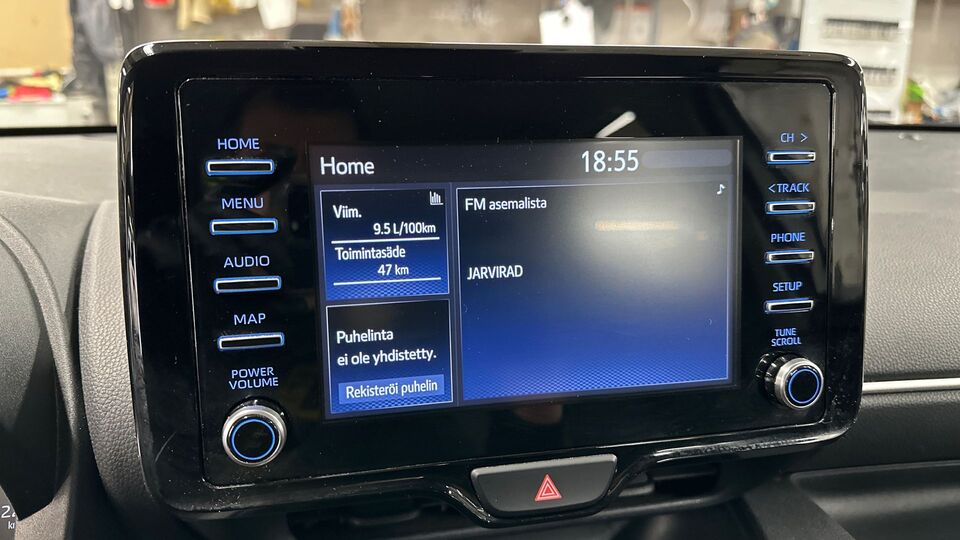 HOME
MENU
AUDIO
MAP
POWER
VOLUME
Home
18:55
Viim.
9.5 L/100km
Toimintasäde
47 km
Puhelinta
ei ole yhdistetty.
Rekisteröi puhelin
FM asemalista
JARVIRAD
CH >
< TRACK
PHONE
SETUP
TUNE
SCROLL